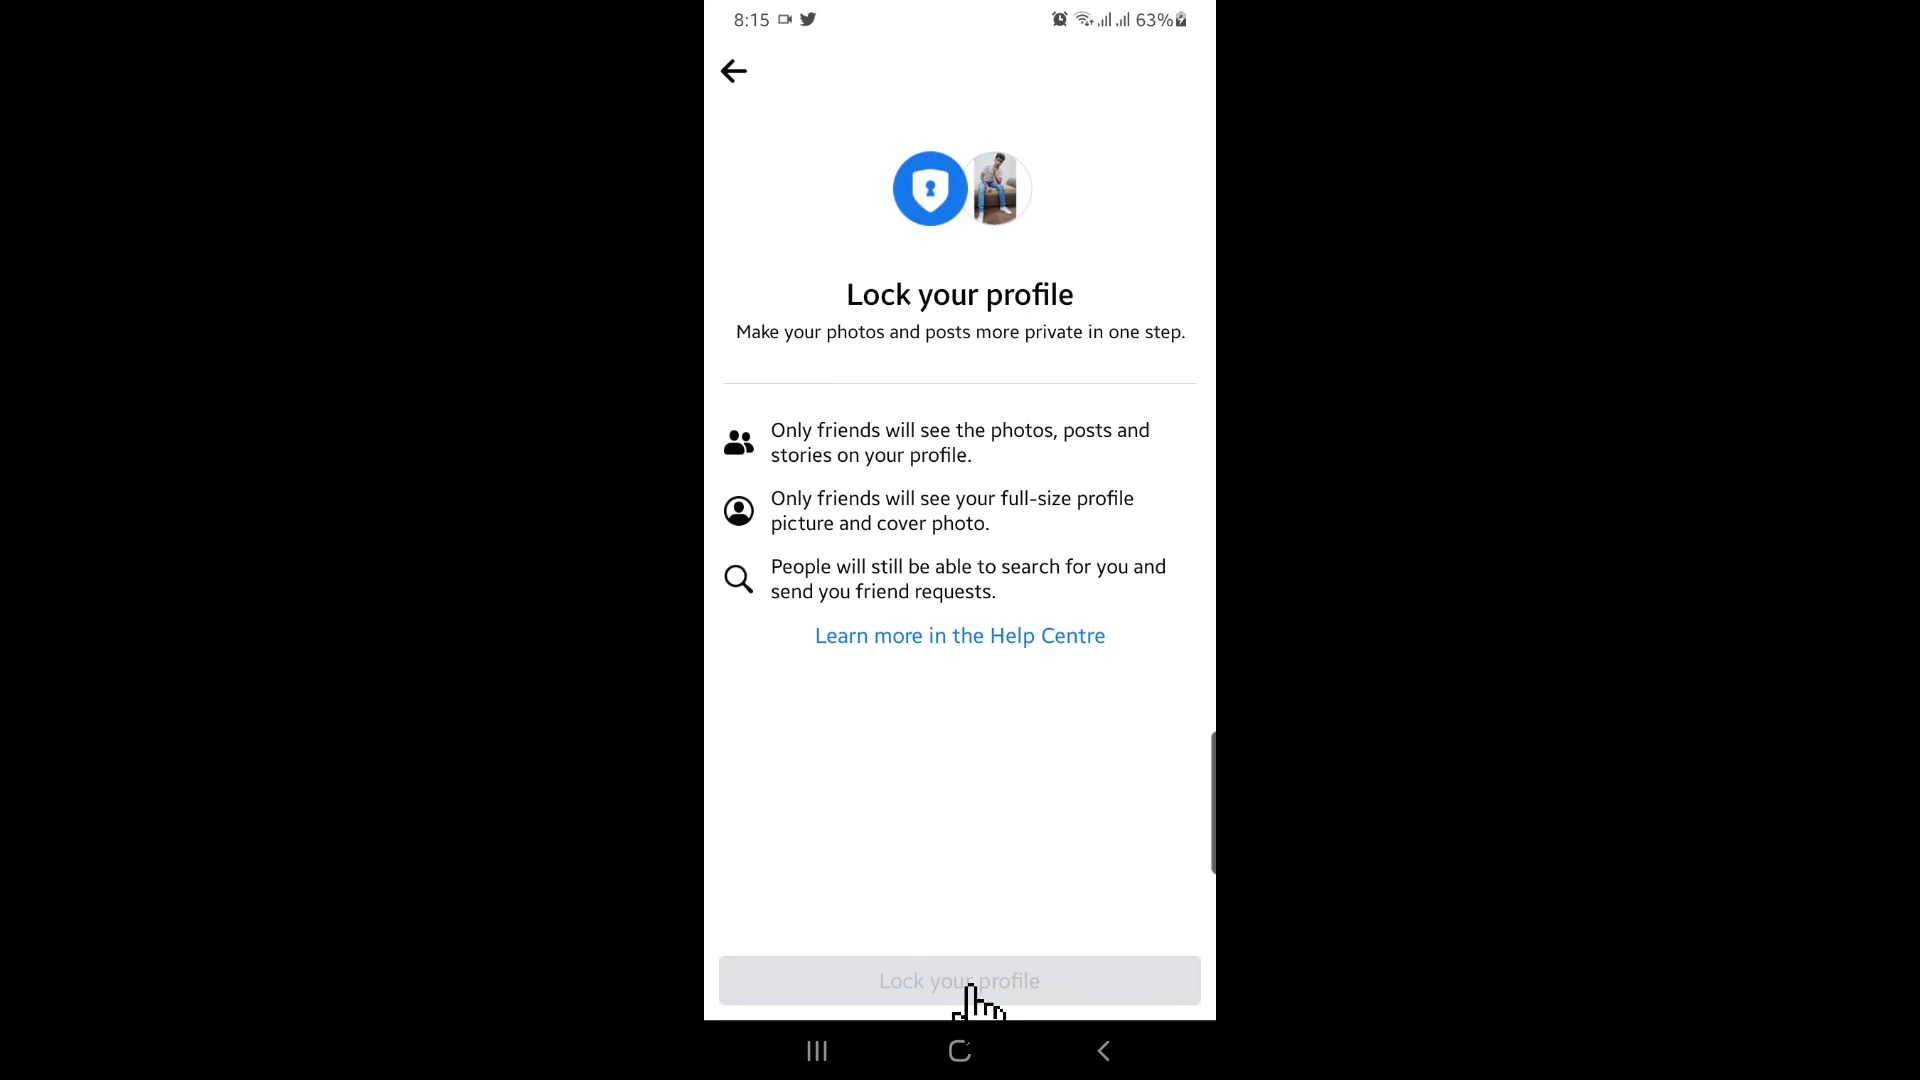 8:15
63%
Lock your profile
Make your photos and posts more private in one step.
Only friends will see the photos, posts and
stories on your profile.
Only friends will see your full-size profile
picture and cover photo.
People will still be able to search for you and
send you friend requests.
Learn more in the Help Centre
Lock your profile